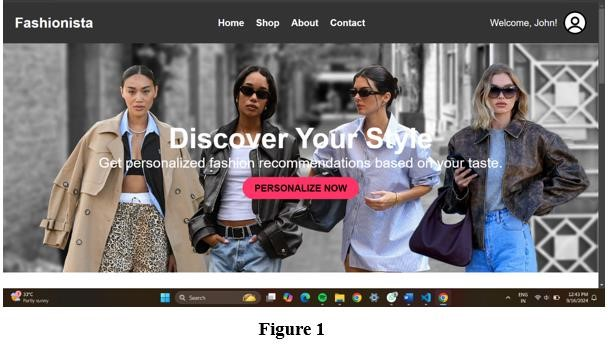 Fashionista Home Shop About Contact Welcome, John!
Discover Your Style
Get personalized fashion recommendations based on your taste.
PERSONALIZE NOW
33°C
Partly sunny
Search
ENG
IN
12:43 PM
9/16/2024
Figure 1